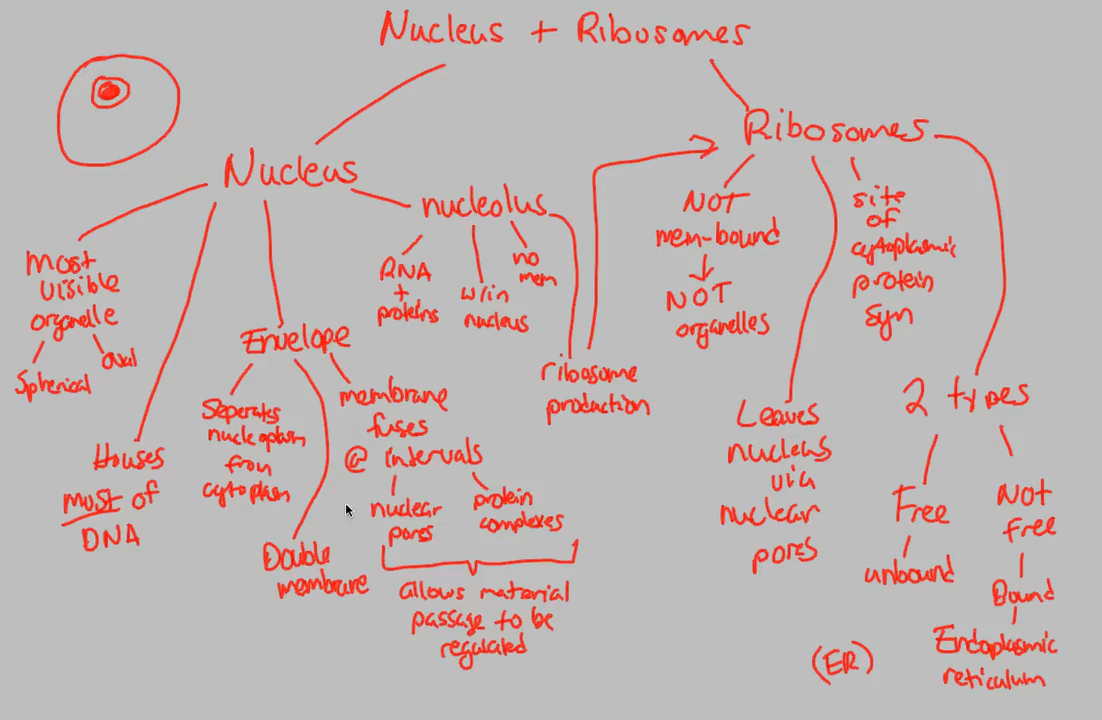 Nucleus + Ribosomes
Nucleus
Most
visible
organelle
Spherical
oval
Houses
most of
DNA
Envelope
Seperates
nucleoplasm
from
cytoplasm
Double
membrane
membrane
fuses
@ intervals
nuclear
pores
protein
complexes
allows material
passage to be
regulated
nucleolus
RNA
+
proteins
w/in
nucleus
no
mem
ribosome
production
Ribosomes
NOT
mem-bound
NOT
organelles
Leaves
nucleus
via
nuclear
pores
site
of
cytoplasmic
protein
syn
2 types
Free
unbound
Not
free
Bound
Endoplasmic
reticulum
(ER)